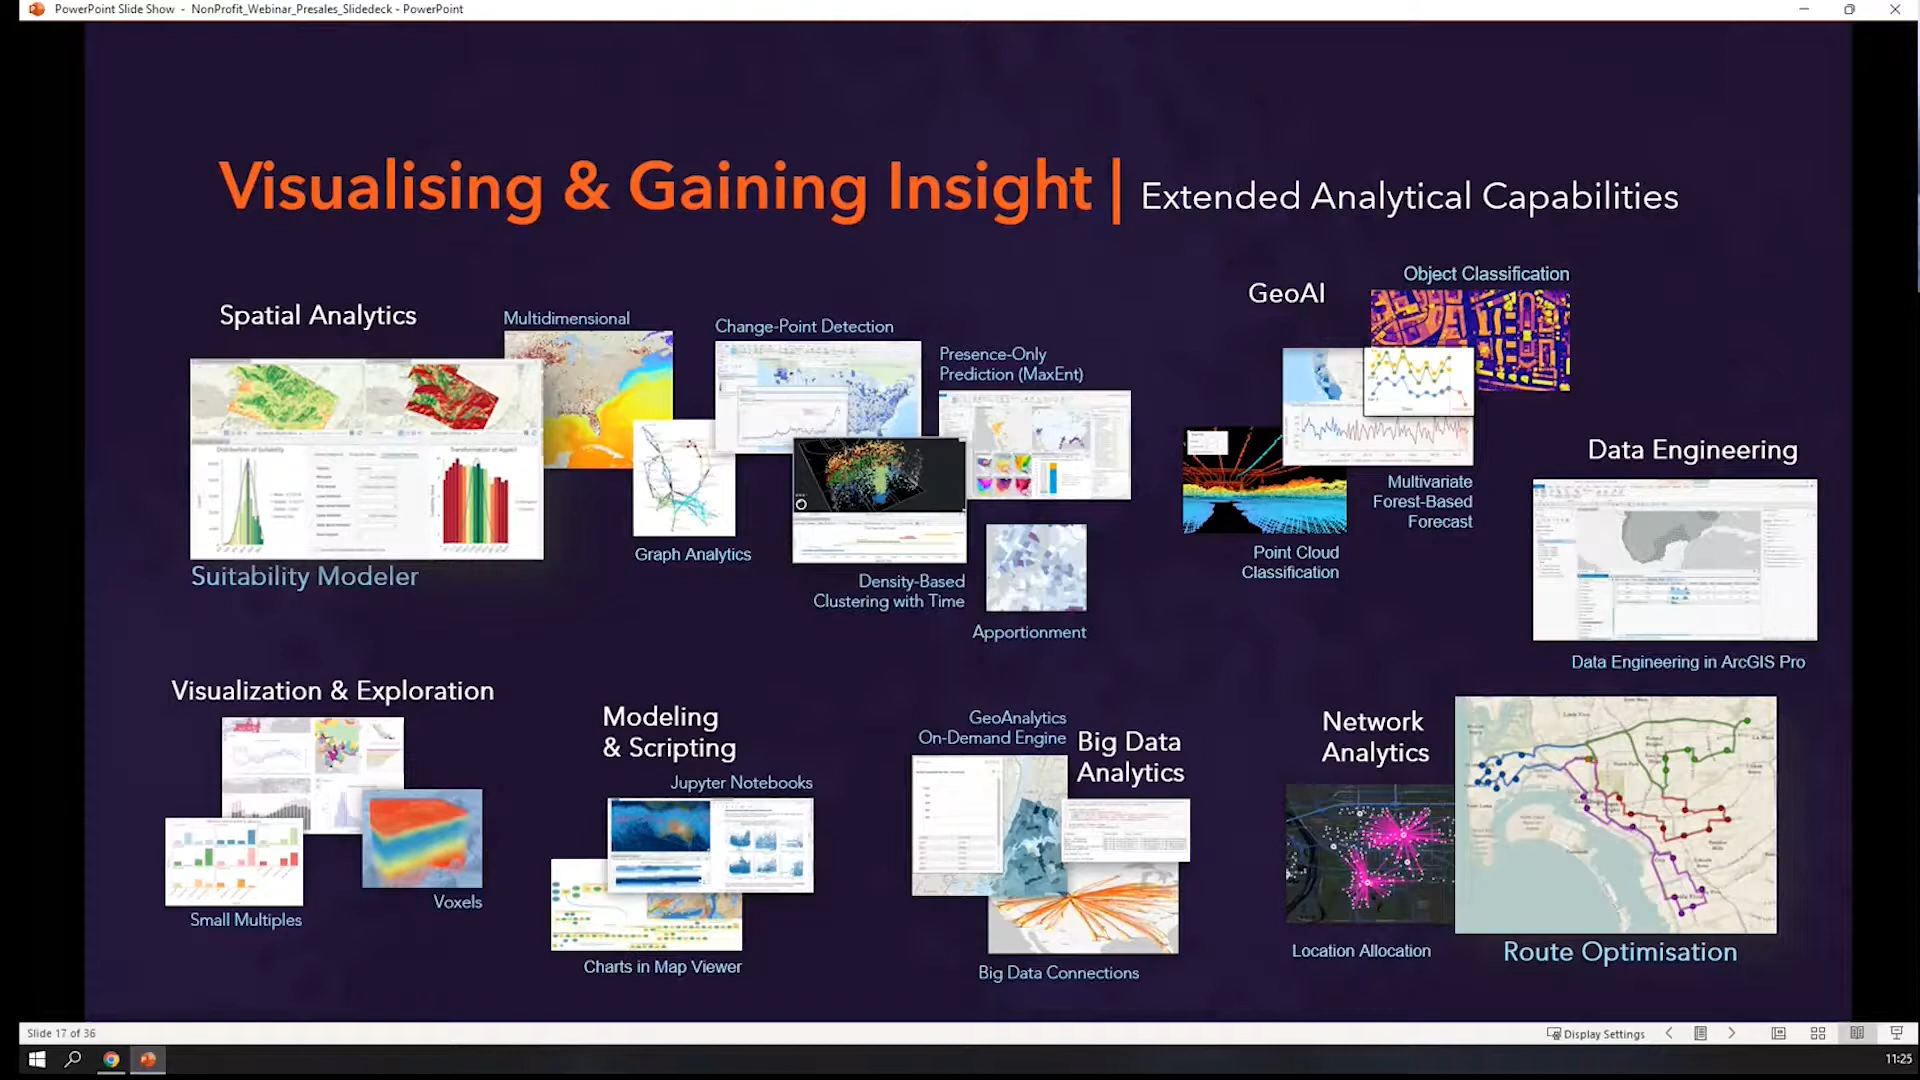 PowerPoint Slide Show - NonProfit_Webinar_Presales_Slidedeck - PowerPoint
Visualising & Gaining Insight | Extended Analytical Capabilities
Spatial Analytics
Multidimensional
Change-Point Detection
Presence-Only
Prediction (MaxEnt)
Suitability Modeler
Graph Analytics
Density-Based
Clustering with Time
Apportionment
GeoAI
Object Classification
Multivariate
Forest-Based
Forecast
Point Cloud
Classification
Data Engineering
Data Engineering in ArcGIS Pro
Visualization & Exploration
Small Multiples
Voxels
Modeling
& Scripting
Jupyter Notebooks
Charts in Map Viewer
GeoAnalytics
On-Demand Engine
Big Data
Analytics
Big Data Connections
Network
Analytics
Location Allocation
Route Optimisation
Slide 17 of 36
Display Settings
11:25